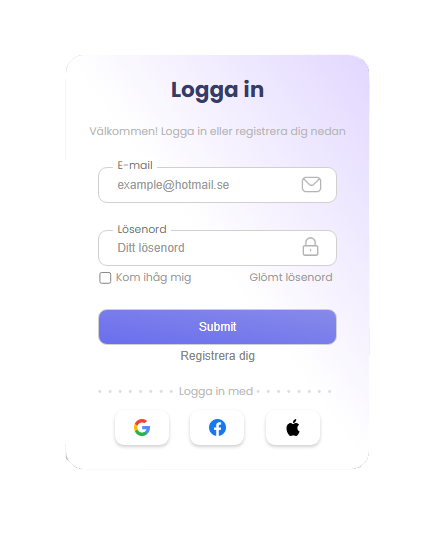 Logga in
Välkommen! Logga in eller registrera dig nedan
E-mail
example@hotmail.se
Lösenord
Ditt lösenord
Kom ihåg mig Glömt lösenord
Submit
Registrera dig
Logga in med